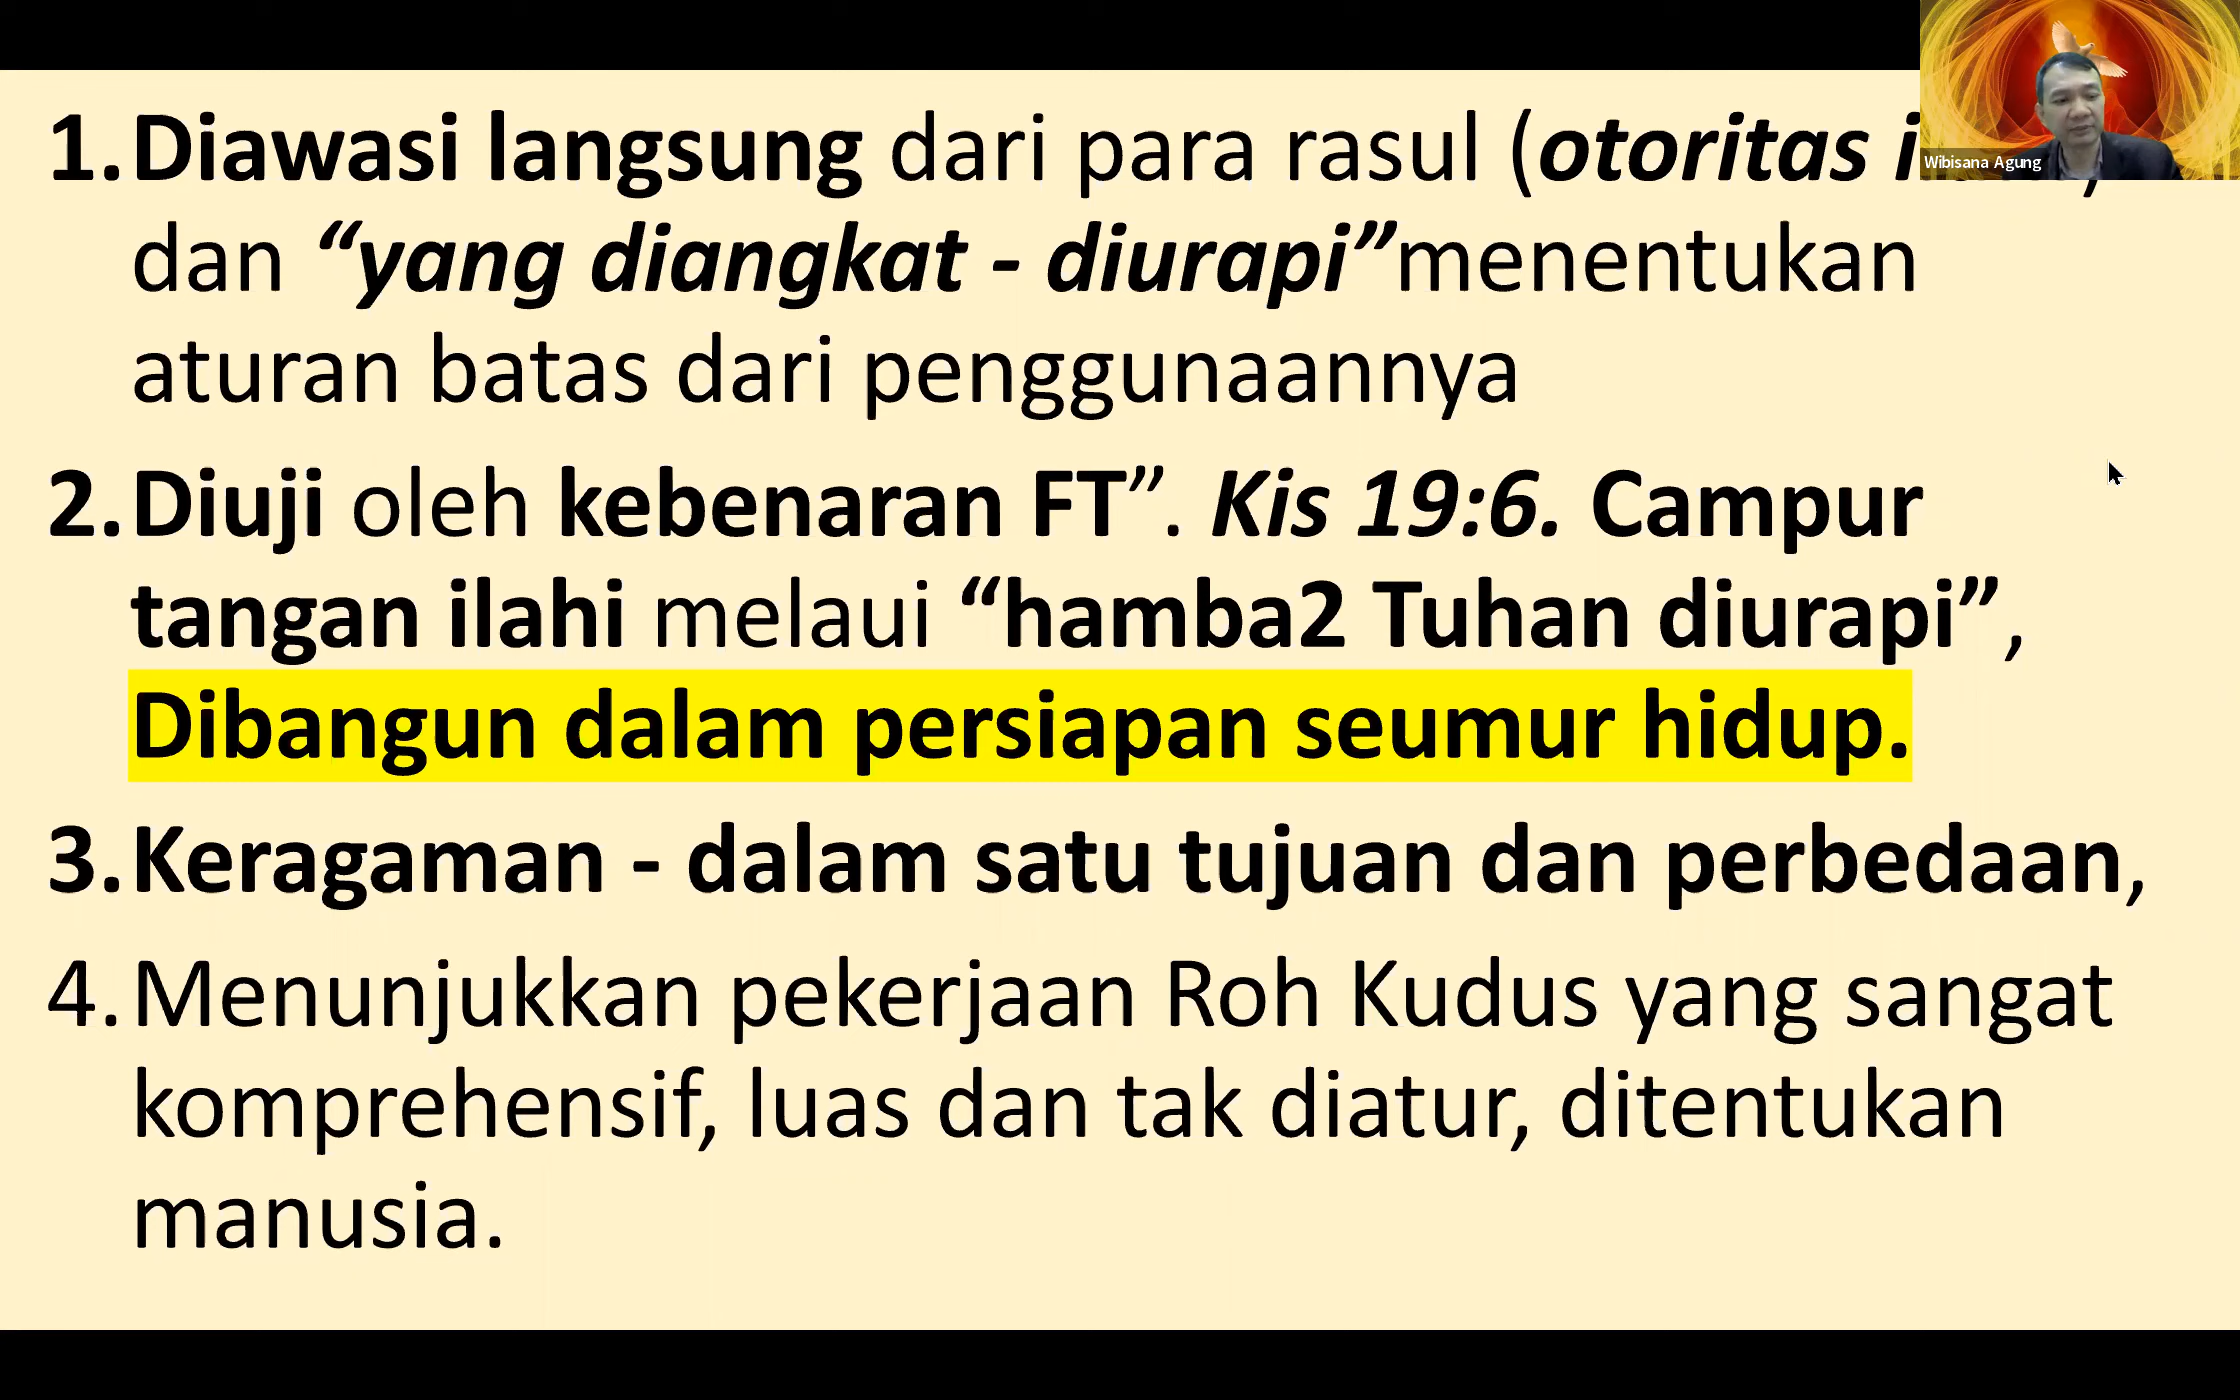 1. Diawasi langsung dari para rasul (otoritas
Wibisana Agung
dan “yang diangkat - diurapi”menentukan
aturan batas dari penggunaannya
2. Diuji oleh kebenaran FT”. Kis 19:6. Campur
tangan ilahi melaui “hamba2 Tuhan diurapi”,
Dibangun dalam persiapan seumur hidup.
3. Keragaman - dalam satu tujuan dan perbedaan,
4. Menunjukkan pekerjaan Roh Kudus yang sangat
komprehensif, luas dan tak diatur, ditentukan
manusia.